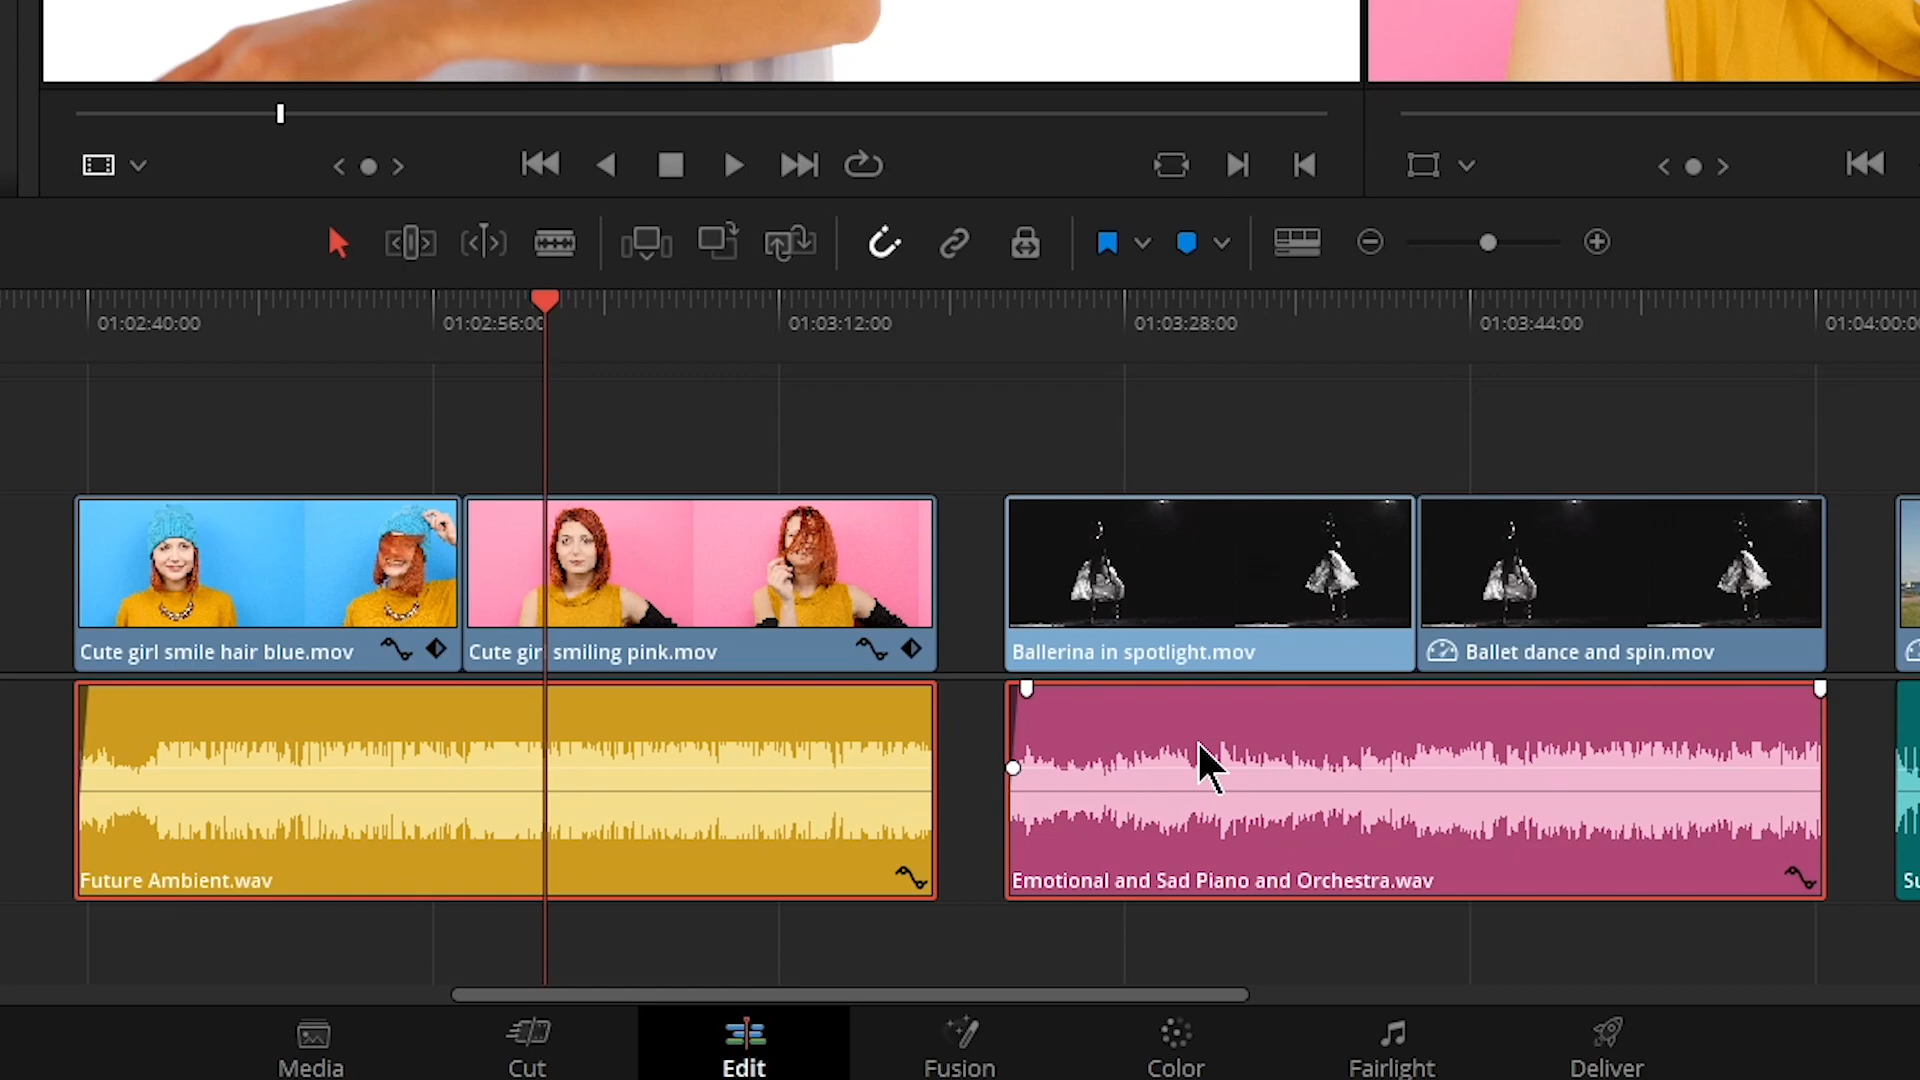 01:02:40:00
01:02:56:00
01:03:12:00
01:03:28:00
01:03:44:00
01:04:00:0
Cute girl smile hair blue.mov
Cute girl smiling pink.mov
Ballerina in spotlight.mov
Ballet dance and spin.mov
Future Ambient.wav
Emotional and Sad Piano and Orchestra.wav
Su
Media
Cut
Edit
Fusion
Color
Fairlight
Deliver